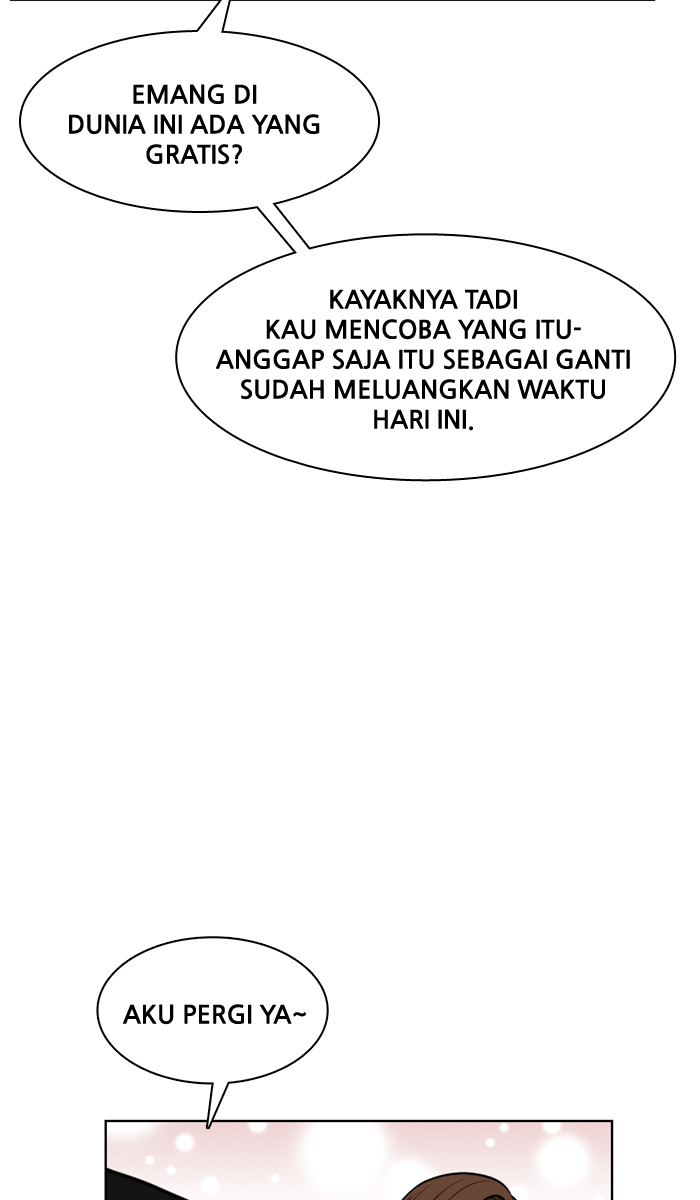 EMANG DI
DUNIA INI ADA YANG
GRATIS?
KAYAKNYA TADI
KAU MENCOBA YANG ITU-
ANGGAP SAJA ITU SEBAGAI GANTI
SUDAH MELUANGKAN WAKTU
HARI INI.
AKU PERGI YA~